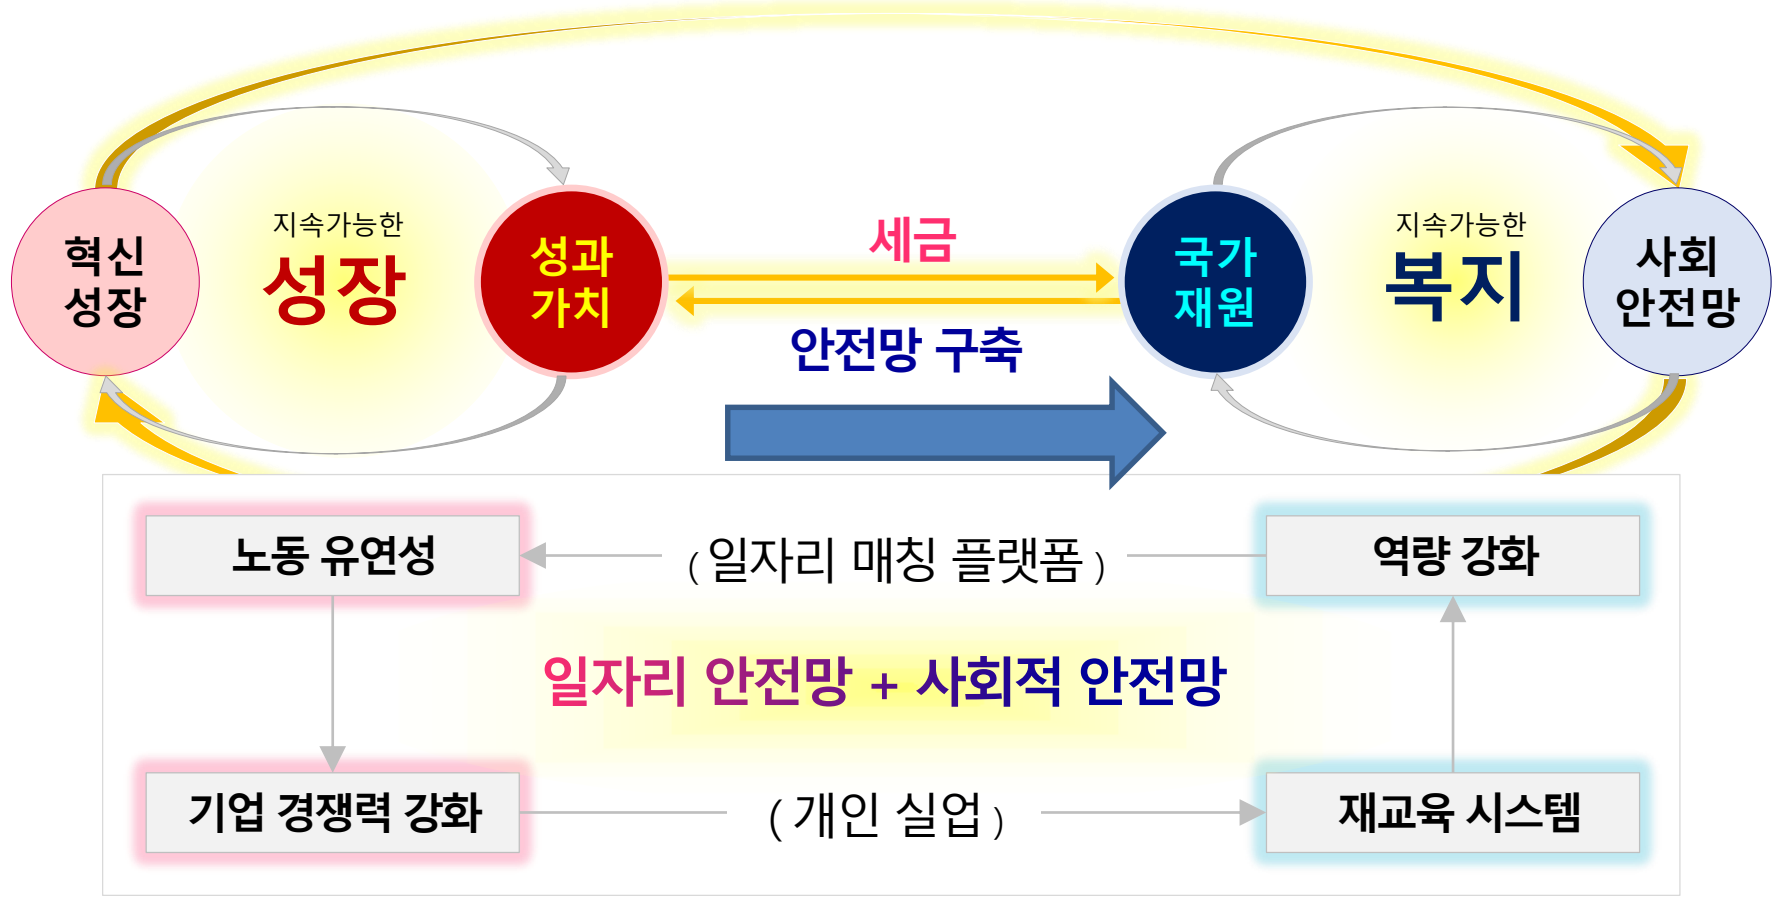 혁신
성장
지속가능한
성장
성과
가치
세금
안전망 구축
국가
재원
지속가능한
복지
사회
안전망
노동 유연성
( 일자리 매칭 플랫폼 )
역량 강화
일자리 안전망 + 사회적 안전망
기업 경쟁력 강화
( 개인 실업 )
재교육 시스템